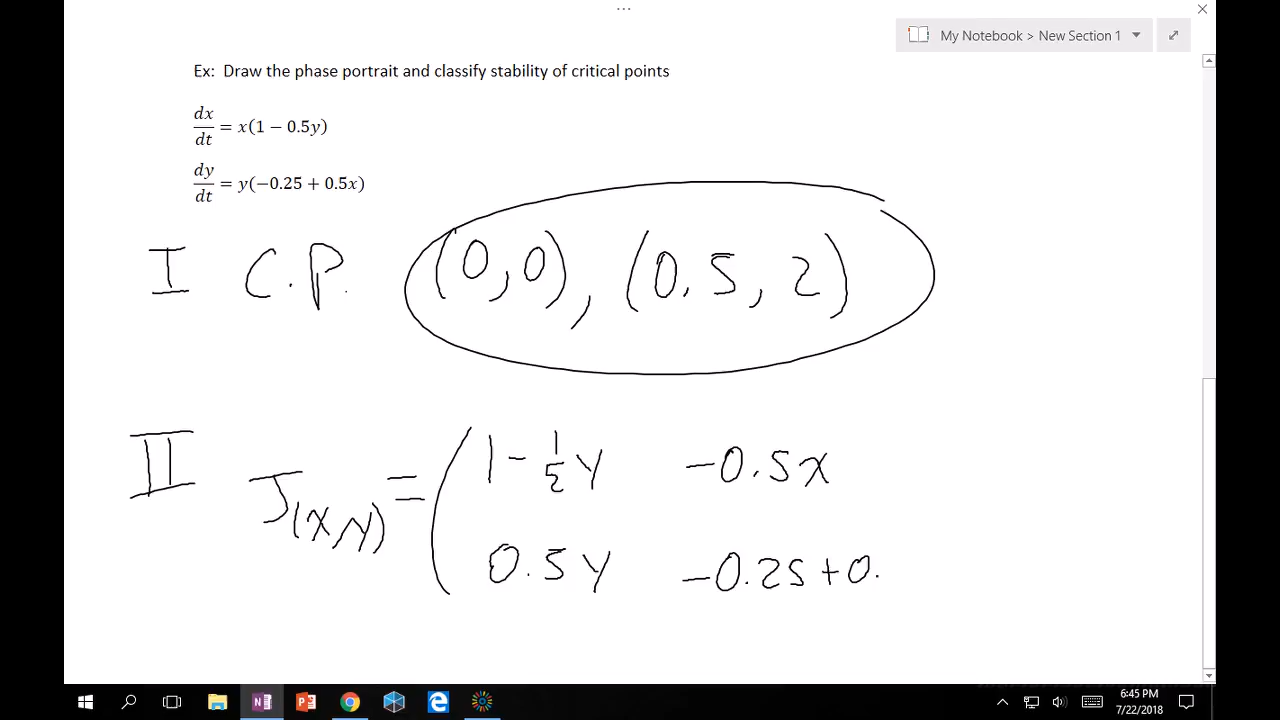 ...
My Notebook > New Section 1
Ex: Draw the phase portrait and classify stability of critical points
dx/dt = x(1 − 0.5y)
dy/dt = y(−0.25 + 0.5x)
I C.P. (0,0), (0.5, 2)
II J(x,y) = ( 1 - 1/2 y   -0.5x
0.5y   -0.25+0.
6:45 PM
7/22/2018